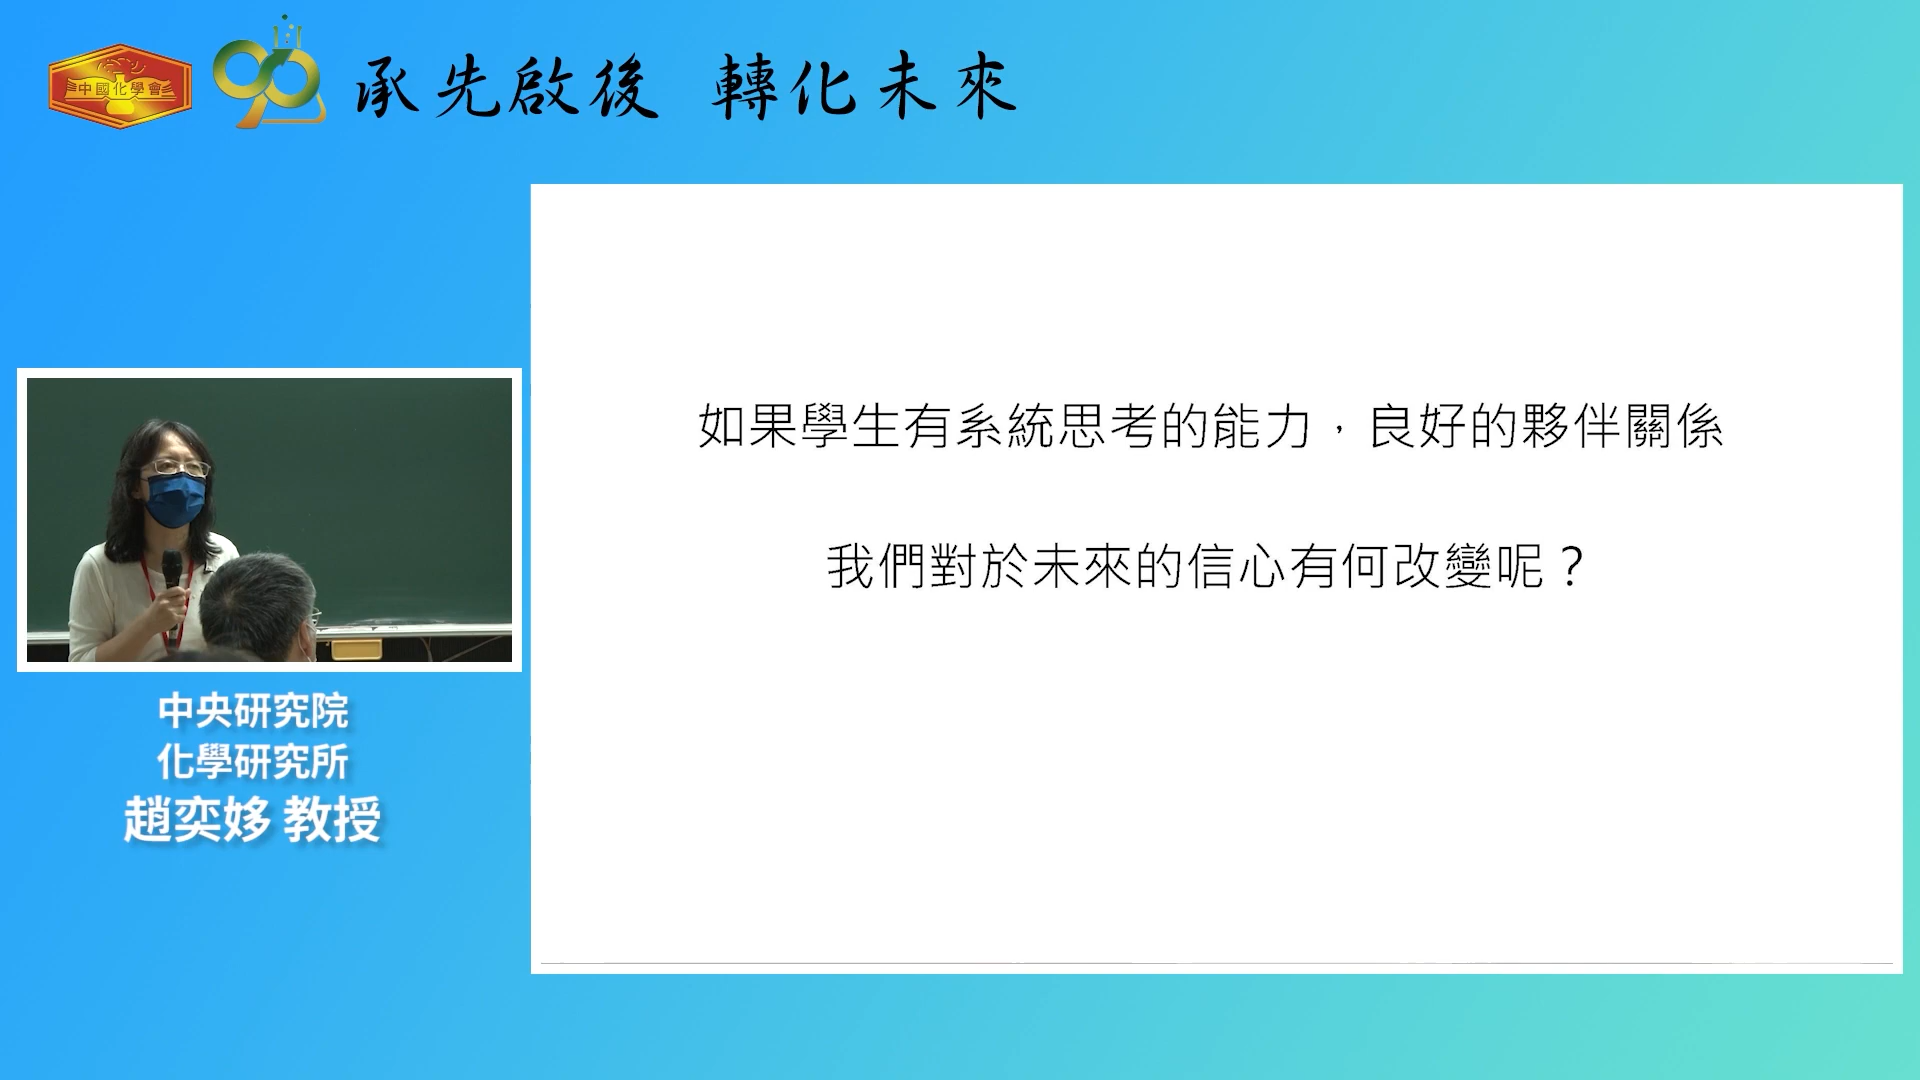 中國化學會
90
承先啟後 轉化未來
如果學生有系統思考的能力，良好的夥伴關係
我們對於未來的信心有何改變呢？
中央研究院
化學研究所
趙奕姼 教授